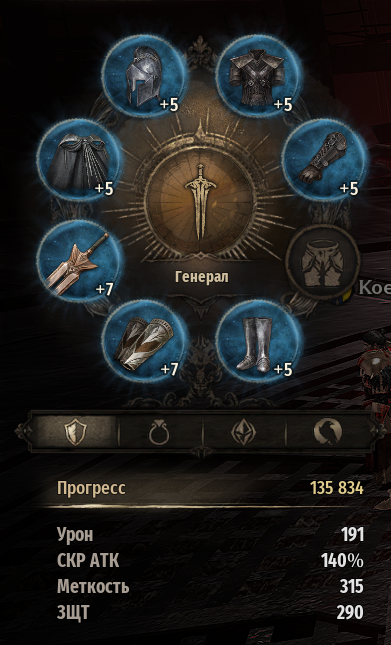 +5
+5
+5
+5
+7
Генерал
Кое
+7
+5
Прогресс 135 834
Урон 191
СКР АТК 140%
Меткость 315
ЗЩТ 290